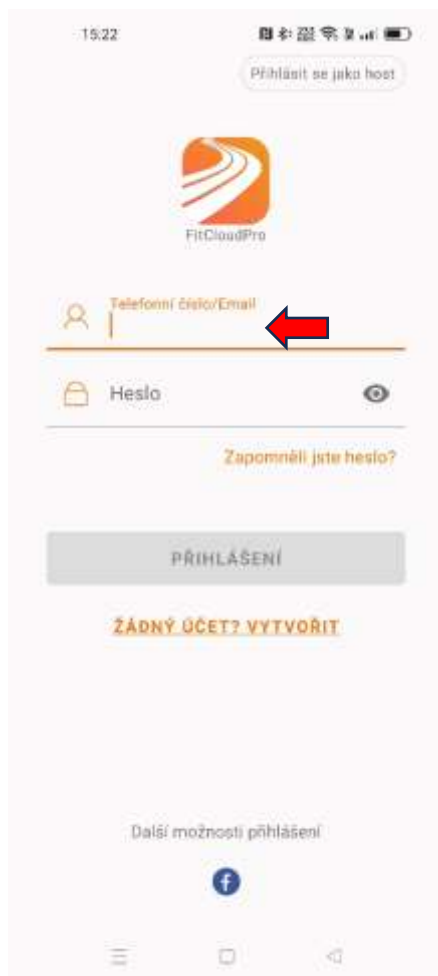 15:22
Přihlásit se jako host
FitCloudPro
Telefonní číslo/Email
Heslo
Zapomněli jste heslo?
PŘIHLÁŠENÍ
ŽÁDNÝ ÚČET? VYTVOŘIT
Další možnosti přihlášení